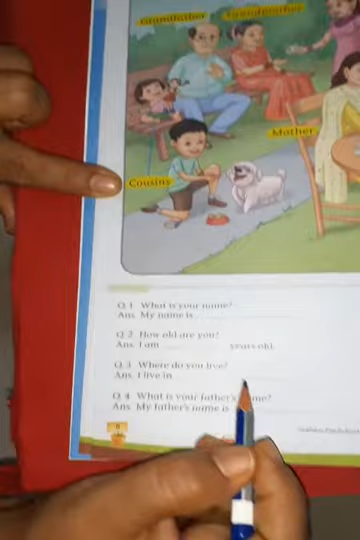 Grandfather Grandmother
Mother
Cousins
Q. 1 What is your name?
Ans. My name is
Q. 2 How old are you?
Ans. I am years old.
Q. 3 Where do you live?
Ans. I live in
Q. 4 What is your father's name?
Ans. My father's name is
8